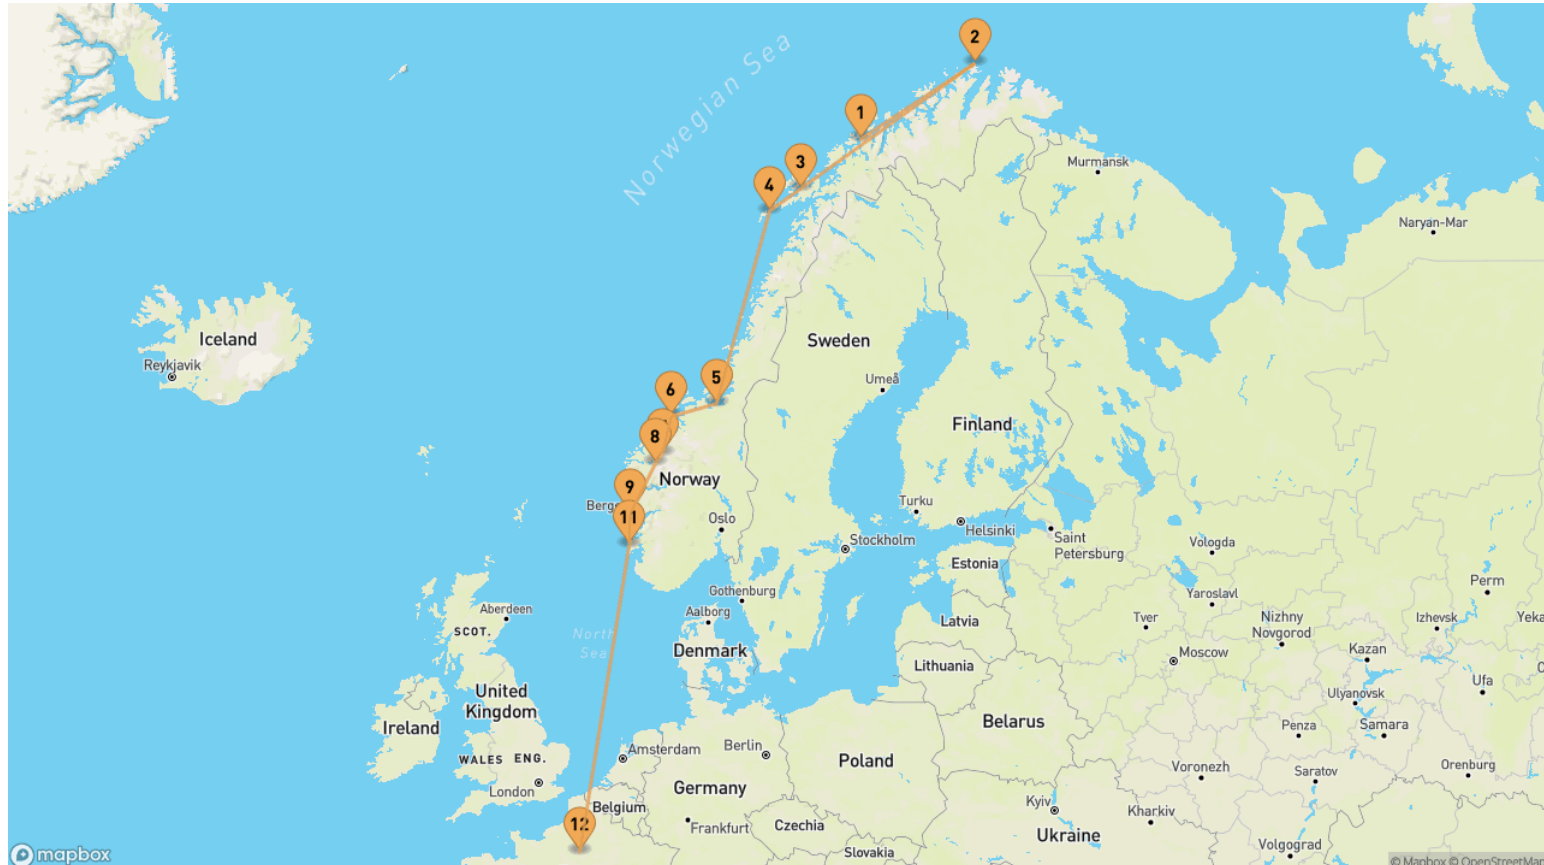 2
Norwegian Sea
1
Murmansk
3
4
Naryan-Mar
Iceland
Reykjavik
Sweden
Umeå
5
6
Finland
8
Norway
9
Turku
Helsinki
11
Oslo
Stockholm
Saint
Petersburg
Vologda
Estonia
Perm
Gothenburg
Yaroslavl
Aalborg
Aberdeen
SCOT.
Latvia
Tver
Nizhny
Novgorod
Izhevsk
North
Sea
Denmark
Lithuania
Moscow
Kazan
Ufa
United
Kingdom
Ulyanovsk
Ireland
Belarus
Penza
Samara
Amsterdam
Berlin
WALES
ENG.
Poland
Voronezh
Saratov
Orenburg
London
Germany
Belgium
Kyiv
Kharkiv
12
Frankfurt
Czechia
Ukraine
Slovakia
Volgograd
mapbox
© Mapbox © OpenStreetMap